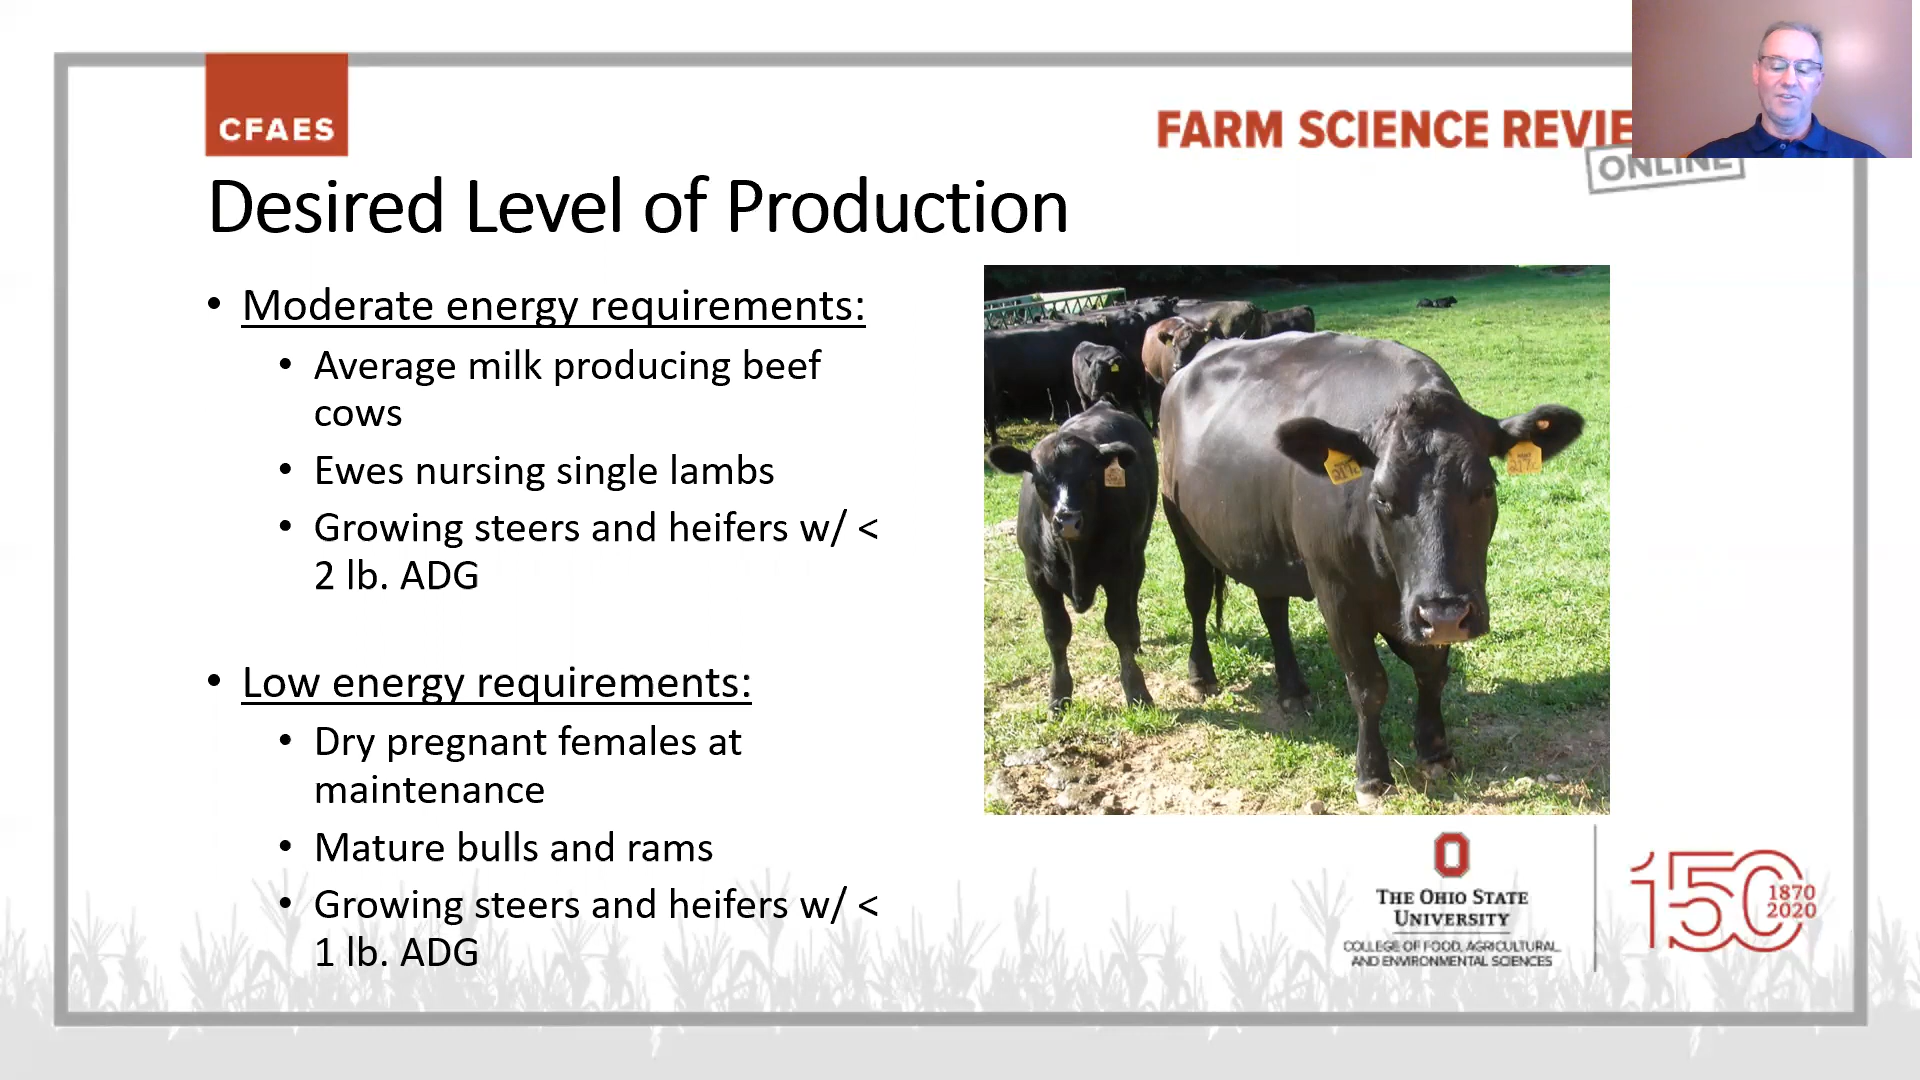 CFAES
FARM SCIENCE REVIE
ONLINE
Desired Level of Production
• Moderate energy requirements:
• Average milk producing beef
cows
• Ewes nursing single lambs
• Growing steers and heifers w/ <
2 lb. ADG
• Low energy requirements:
• Dry pregnant females at
maintenance
• Mature bulls and rams
• Growing steers and heifers w/ <
1 lb. ADG
THE OHIO STATE
UNIVERSITY
COLLEGE OF FOOD, AGRICULTURAL,
AND ENVIRONMENTAL SCIENCES
150
1870
2020